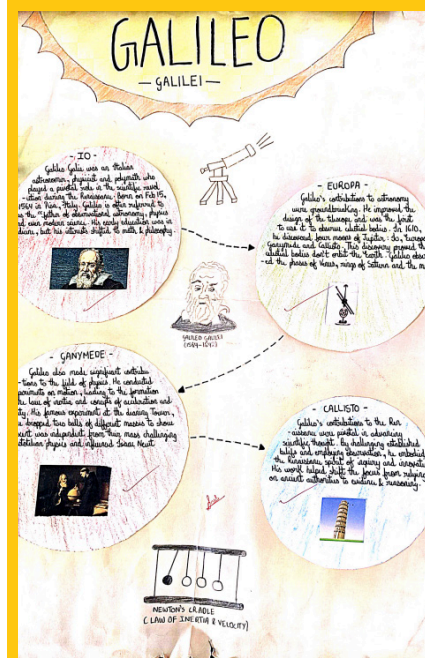 GALILEO
— GALILEI —
- IO -
Galileo Galilei was an Italian
astronomer, physicist and polymath who
played a pivotal role in the scientific revol
-ution during the Renaissance. Born on Feb 15,
1564 in Pisa, Italy. Galileo is often referred to
as the "father of observational astronomy, physics
and even modern science. His early education was in
, but his interests shifted to math & philosophy.
- EUROPA -
Galileo's contributions to astronomy
were groundbreaking. He improved the
design of the telescope and was the first
to use it to observe celestial bodies. In 1610,
he discovered four moons of Jupiter: Io, Europa
Ganymede and Callisto. This discovery proved that
celestial bodies don't orbit the Earth. Galileo obser
-ed the phases of Venus, rings of Saturn and the m
GALILEO GALILEI
- GANYMEDE -
Galileo also made significant contribu
-tions to the field of physics. He conducted
experiments on motion, leading to the formation
the law of inertia and concepts of acceleration and
His famous experiment at the leaning Tower,
dropped two balls of different masses to show
was independent from their mass challenging
physics and influenced Isaac Newt
- CALLISTO -
Galileo's contributions to the Ren
-aissance were pivotal in advancing
scientific thought. By challenging established
beliefs and employing observation, he embodied
the Renaissance spirit of inquiry and innovation
His work helped shift the focus from relying
on ancient authorities to evidence & reasoning.
NEWTON'S CRADLE
(LAW OF INERTIA & VELOCITY)